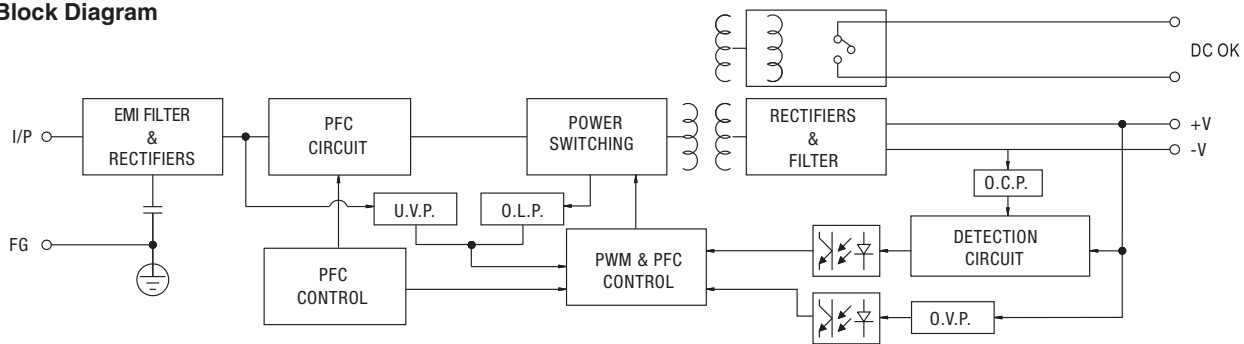 Block Diagram
DC OK
I/P
EMI FILTER
&
RECTIFIERS
PFC
CIRCUIT
POWER
SWITCHING
RECTIFIERS
&
FILTER
+V
-V
O.C.P.
U.V.P.
O.L.P.
FG
PFC
CONTROL
PWM & PFC
CONTROL
DETECTION
CIRCUIT
O.V.P.